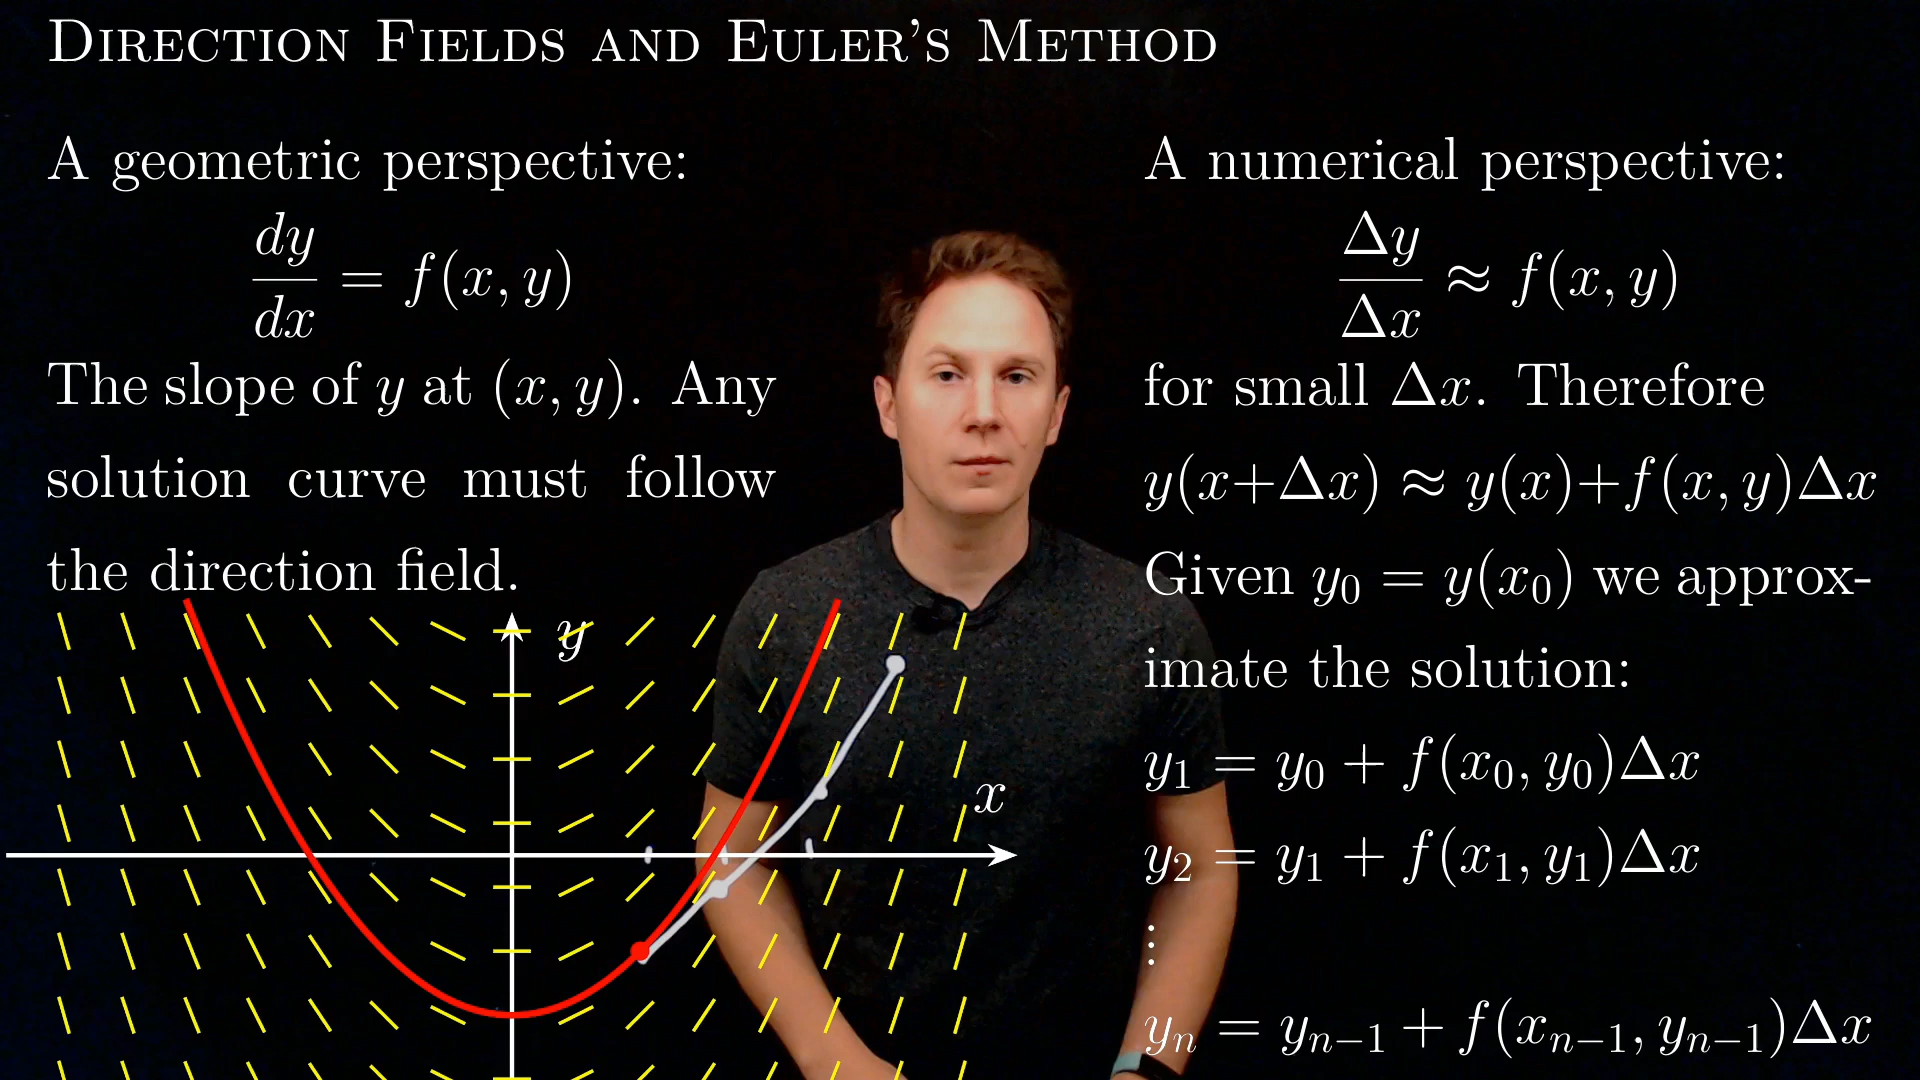 DIRECTION FIELDS AND EULER'S METHOD
A geometric perspective:
dy/dx = f(x, y)
The slope of y at (x, y). Any
solution curve must follow
the direction field.
y
x
A numerical perspective:
Δy/Δx ≈ f(x, y)
for small Δx. Therefore
y(x+Δx) ≈ y(x)+f(x, y)Δx
Given y₀ = y(x₀) we approx-
imate the solution:
y₁ = y₀ + f(x₀, y₀)Δx
y₂ = y₁ + f(x₁, y₁)Δx
⋮
yₙ = yₙ₋₁ + f(xₙ₋₁, yₙ₋₁)Δx